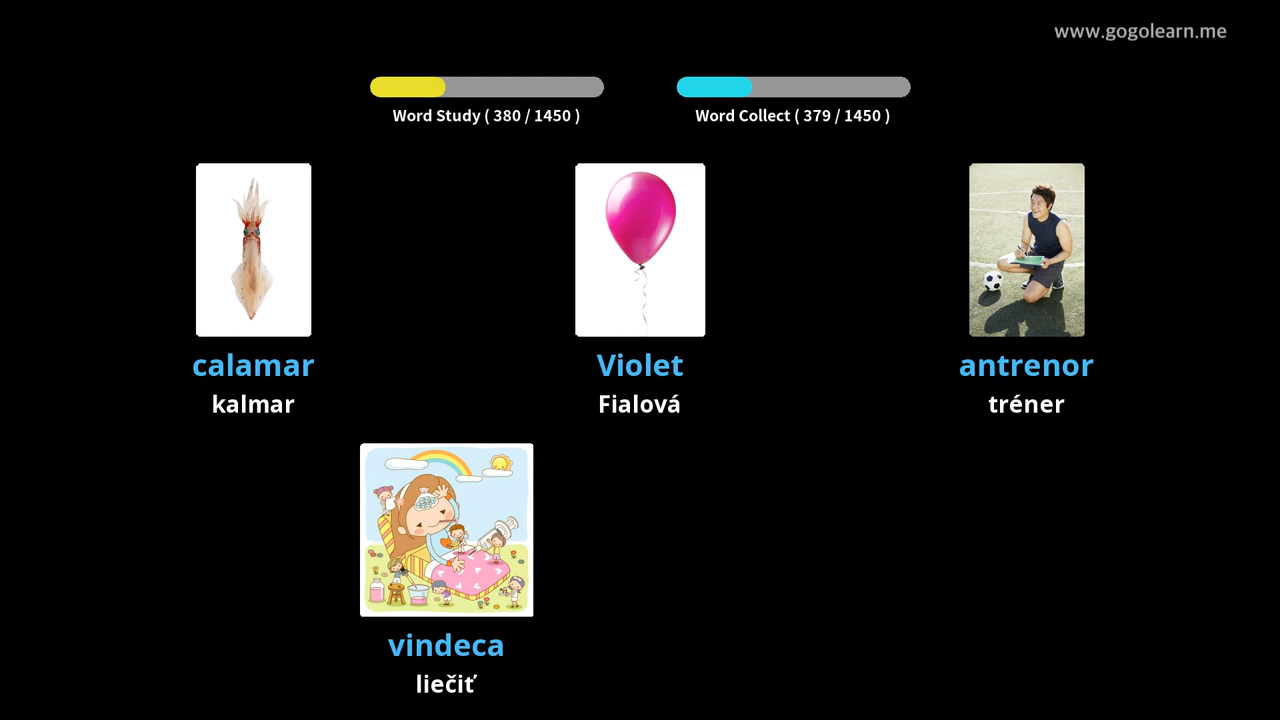 www.gogolearn.me
Word Study ( 380 / 1450 )
Word Collect ( 379 / 1450 )
calamar
kalmar
Violet
Fialová
antrenor
tréner
vindeca
liečiť